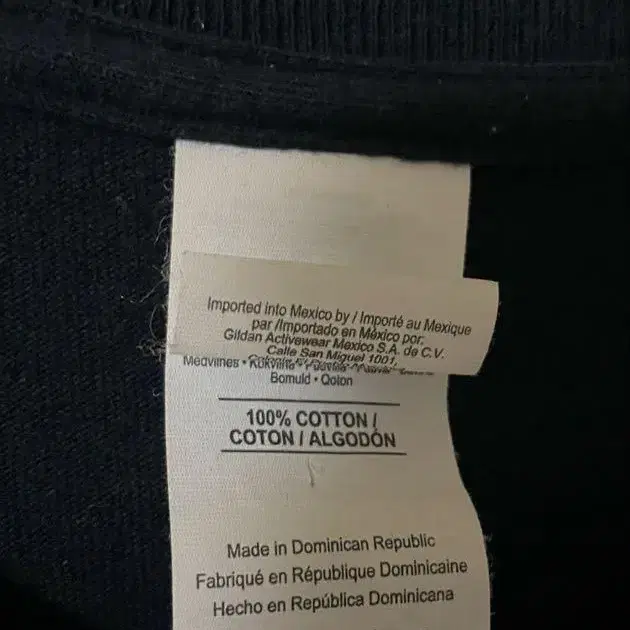 Imported into Mexico by / Importé au Mexique
par /Importado en México por:
Gildan Activewear Mexico S.A. de C.V.
Calle San Miguel 1001,
Medvilnes •
Bomuld • Qoton
100% COTTON /
COTON / ALGODÓN
Made in Dominican Republic
Fabriqué en République Dominicaine
Hecho en República Dominicana